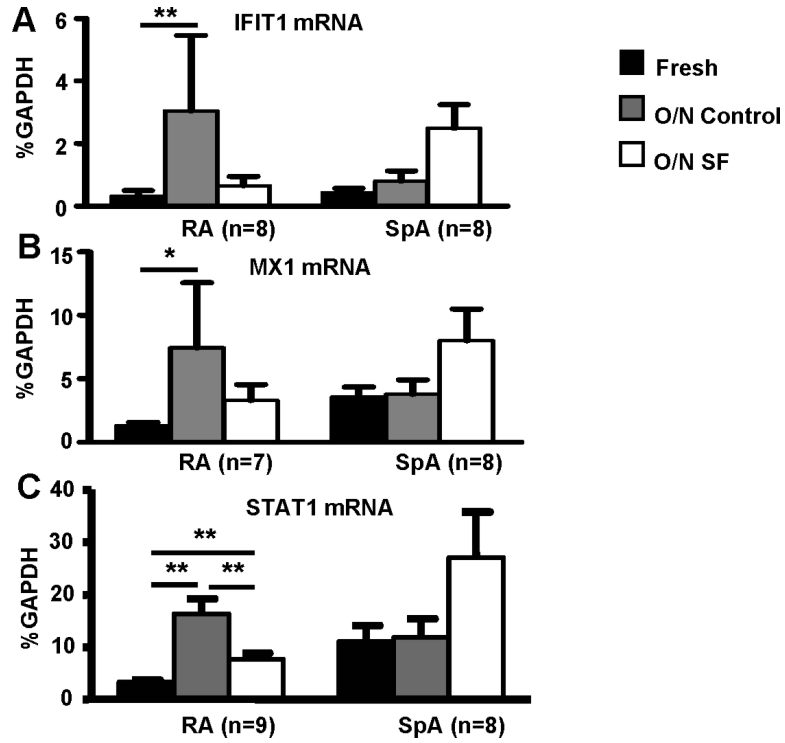 A
IFIT1 mRNA
**
6
4
2
0
%GAPDH
RA (n=8)
SpA (n=8)
Fresh
O/N Control
O/N SF
B
MX1 mRNA
*
15
10
5
0
%GAPDH
RA (n=7)
SpA (n=8)
C
STAT1 mRNA
**
** **
40
30
20
10
0
%GAPDH
RA (n=9)
SpA (n=8)